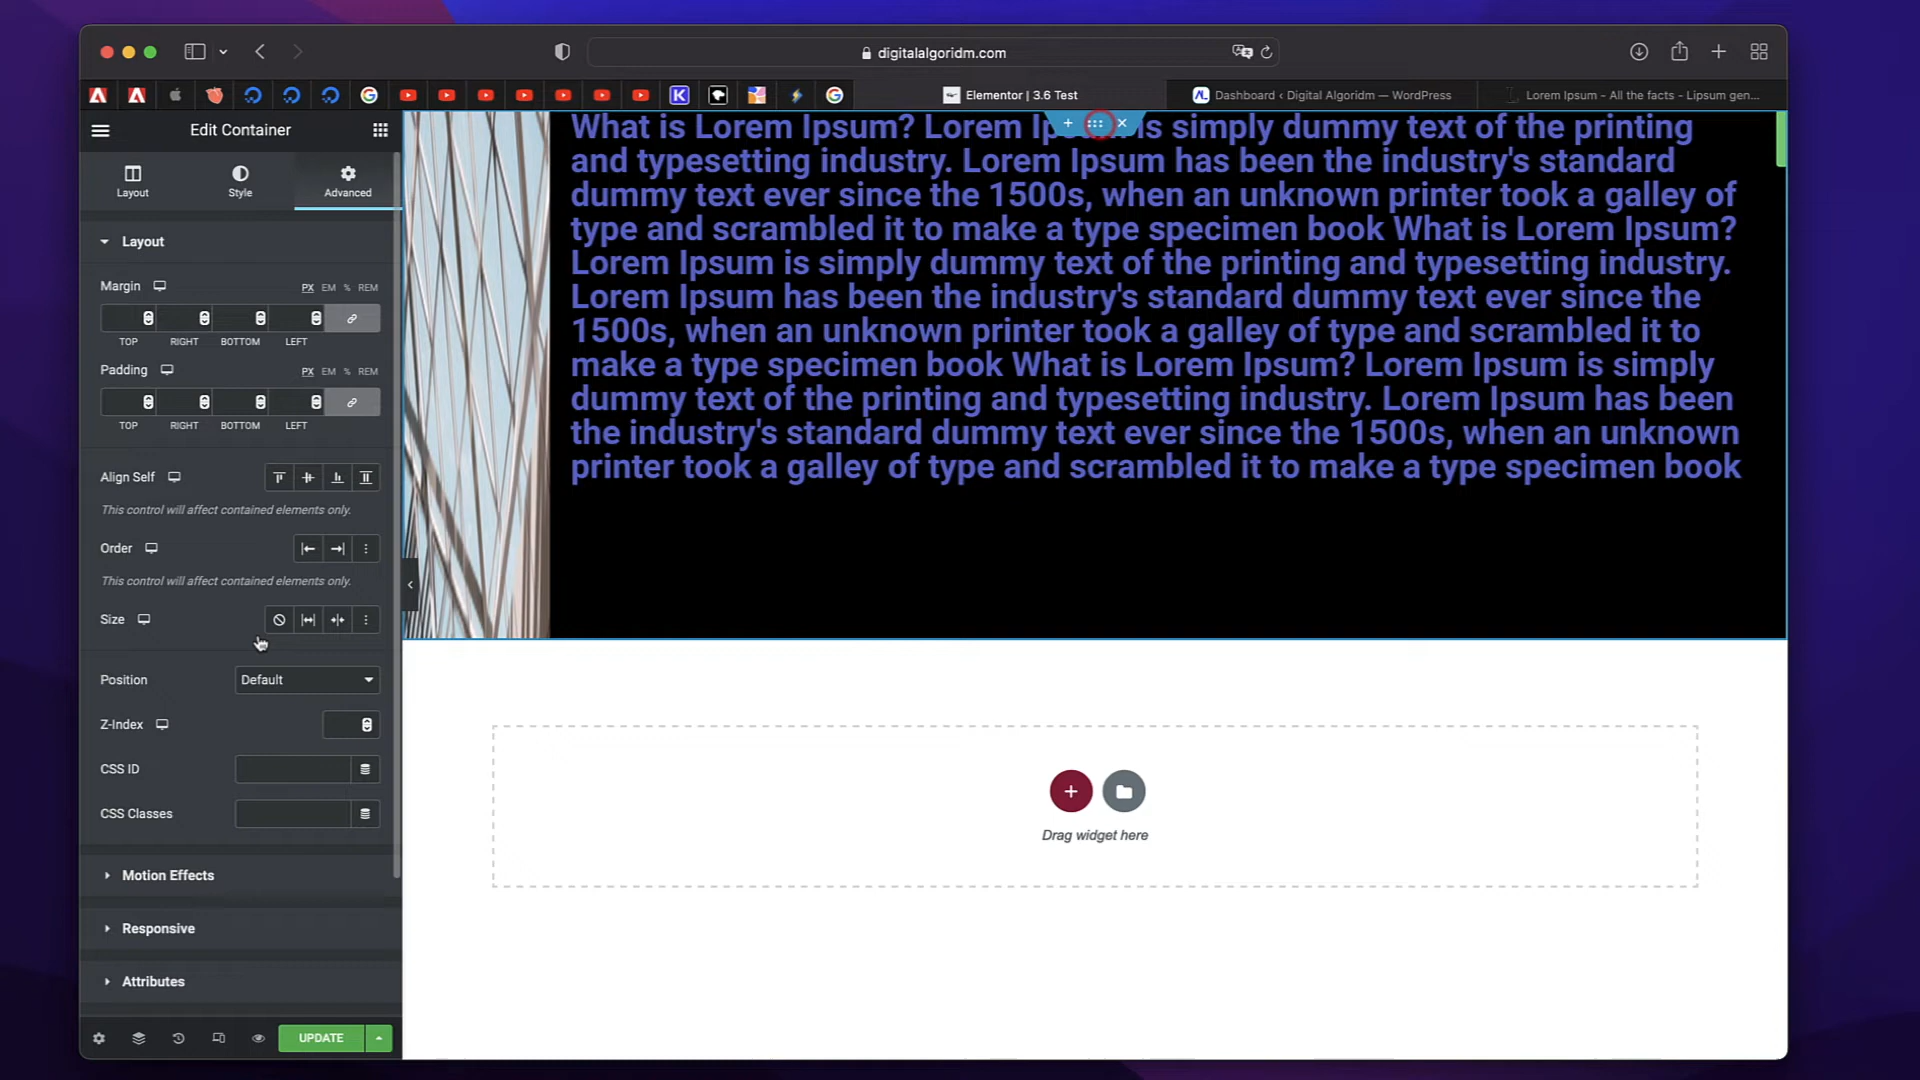 digitalalgoridm.com
Elementor | 3.6 Test
Dashboard ‹ Digital Algoridm — WordPress
Lorem Ipsum - All the facts - Lipsum gen...
Edit Container
Layout
Style
Advanced
Layout
Margin PX EM % REM
TOP RIGHT BOTTOM LEFT
Padding PX EM % REM
TOP RIGHT BOTTOM LEFT
Align Self
This control will affect contained elements only.
Order
This control will affect contained elements only.
Size
Position Default
Z-Index
CSS ID
CSS Classes
Motion Effects
Responsive
Attributes
UPDATE
What is Lorem Ipsum? Lorem Ip is simply dummy text of the printing
and typesetting industry. Lorem Ipsum has been the industry's standard
dummy text ever since the 1500s, when an unknown printer took a galley of
type and scrambled it to make a type specimen book What is Lorem Ipsum?
Lorem Ipsum is simply dummy text of the printing and typesetting industry.
Lorem Ipsum has been the industry's standard dummy text ever since the
1500s, when an unknown printer took a galley of type and scrambled it to
make a type specimen book What is Lorem Ipsum? Lorem Ipsum is simply
dummy text of the printing and typesetting industry. Lorem Ipsum has been
the industry's standard dummy text ever since the 1500s, when an unknown
printer took a galley of type and scrambled it to make a type specimen book
Drag widget here